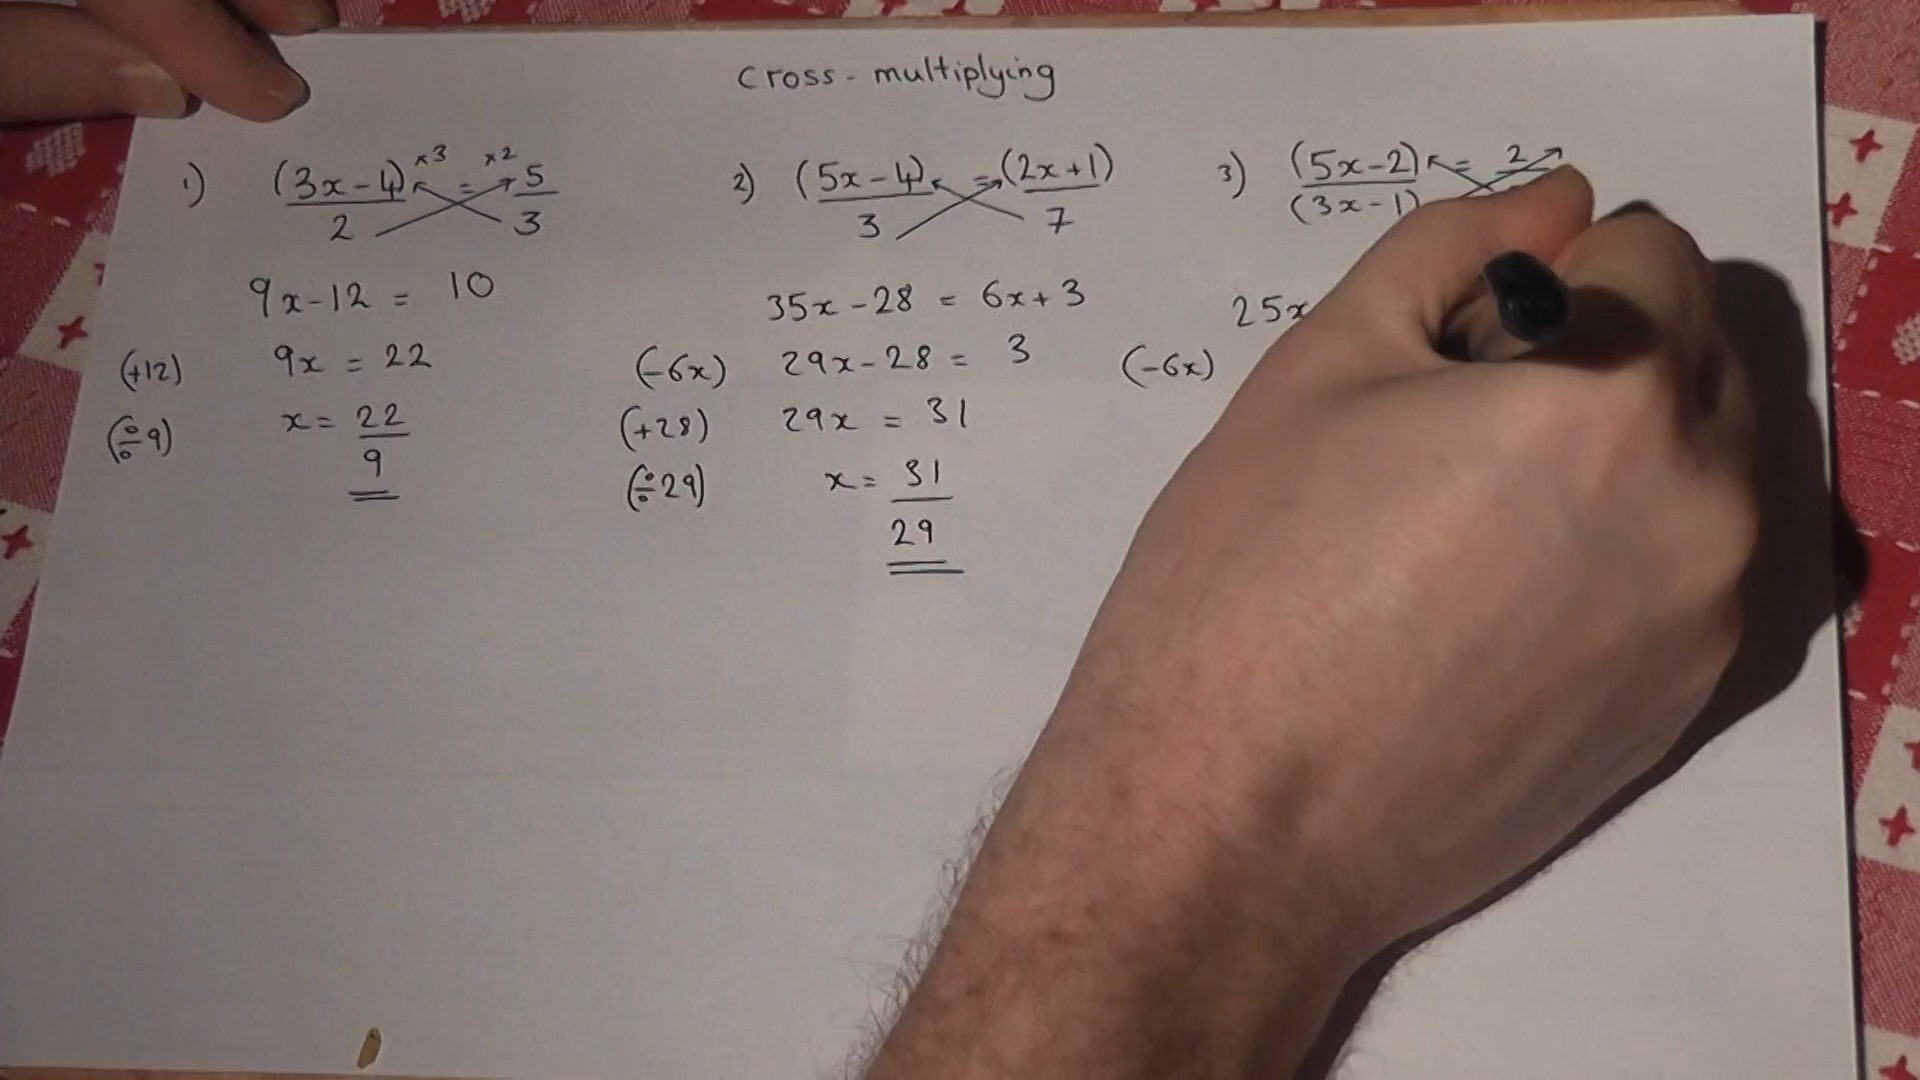 Cross-multiplying
1) (3x-4) x3 = x2 5
2 3
9x-12 = 10
(+12) 9x = 22
(÷9) x = 22
9
2) (5x-4) = (2x+1)
3 7
35x-28 = 6x+3
(-6x) 29x-28 = 3
(+28) 29x = 31
(÷29) x = 31
29
3) (5x-2) = 2
(3x-1)
25x
(-6x)